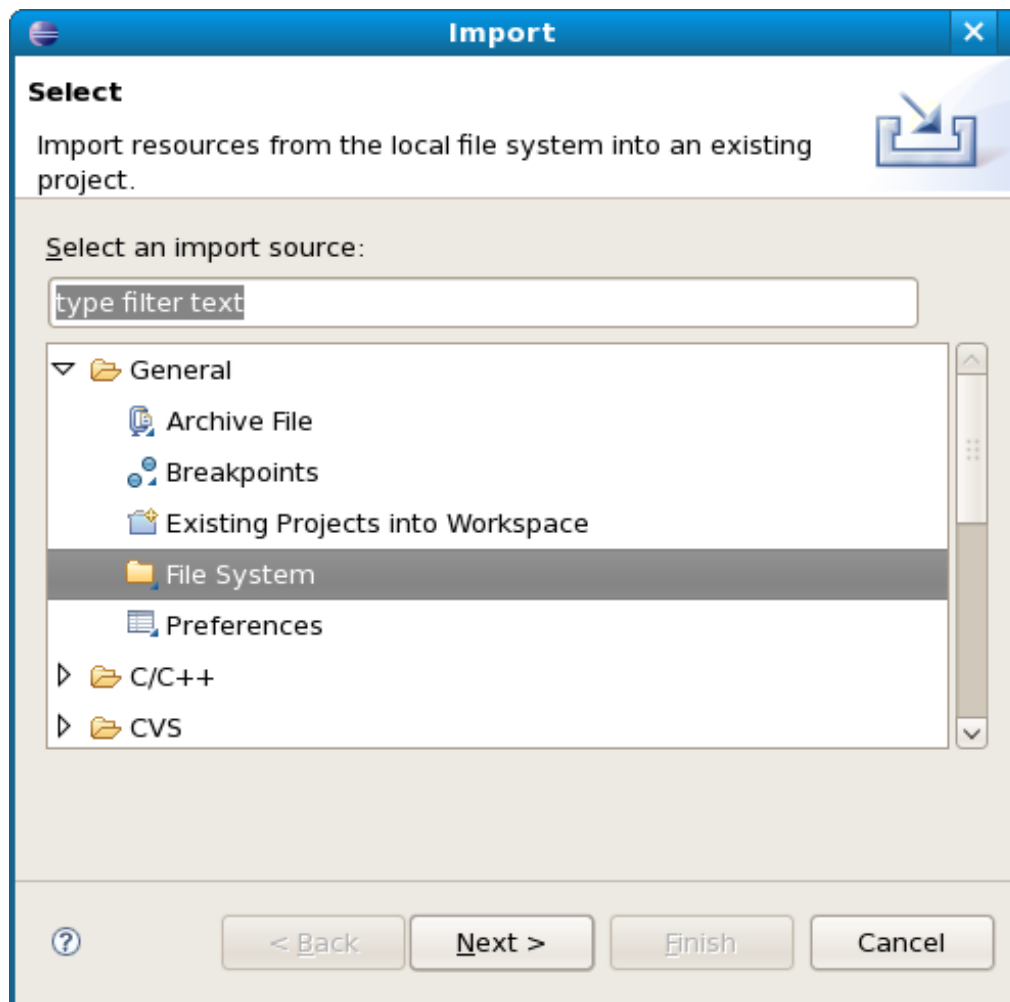 Import
Select
Import resources from the local file system into an existing
project.
Select an import source:
type filter text
General
Archive File
Breakpoints
Existing Projects into Workspace
File System
Preferences
C/C++
CVS
< Back Next > Finish Cancel